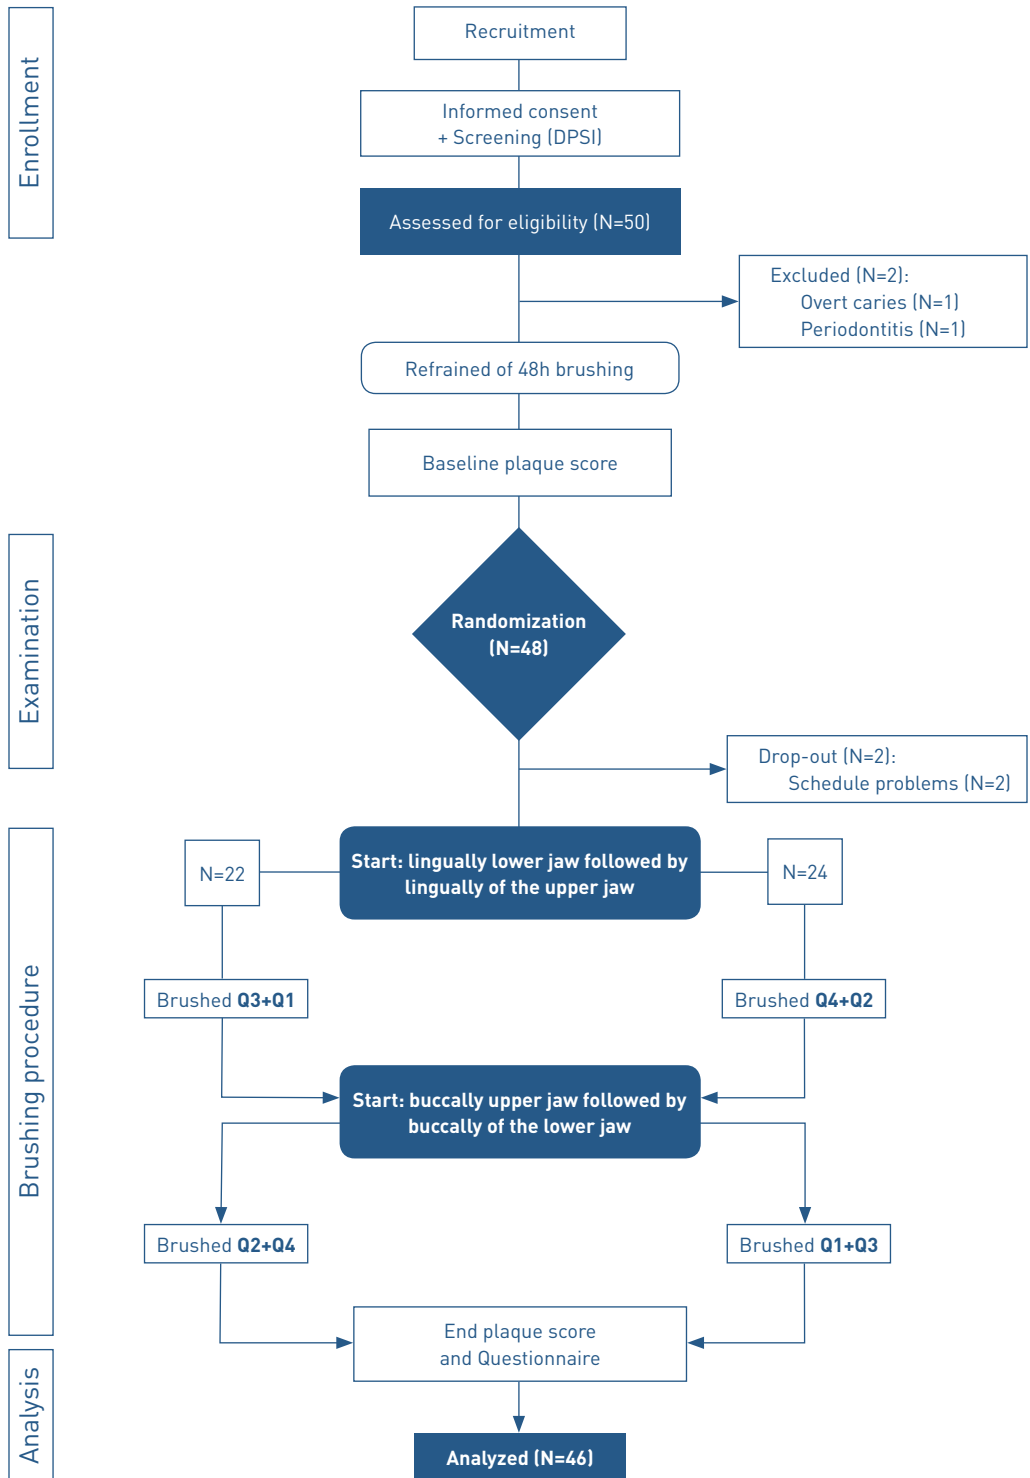 Enrollment
Recruitment
Informed consent
+ Screening (DPSI)
Assessed for eligibility (N=50)
Excluded (N=2):
Overt caries (N=1)
Periodontitis (N=1)
Refrained of 48h brushing
Baseline plaque score
Examination
Randomization
(N=48)
Drop-out (N=2):
Schedule problems (N=2)
Brushing procedure
N=22
Start: lingually lower jaw followed by
lingually of the upper jaw
N=24
Brushed Q3+Q1
Brushed Q4+Q2
Start: buccally upper jaw followed by
buccally of the lower jaw
Brushed Q2+Q4
Brushed Q1+Q3
End plaque score
and Questionnaire
Analysis
Analyzed (N=46)